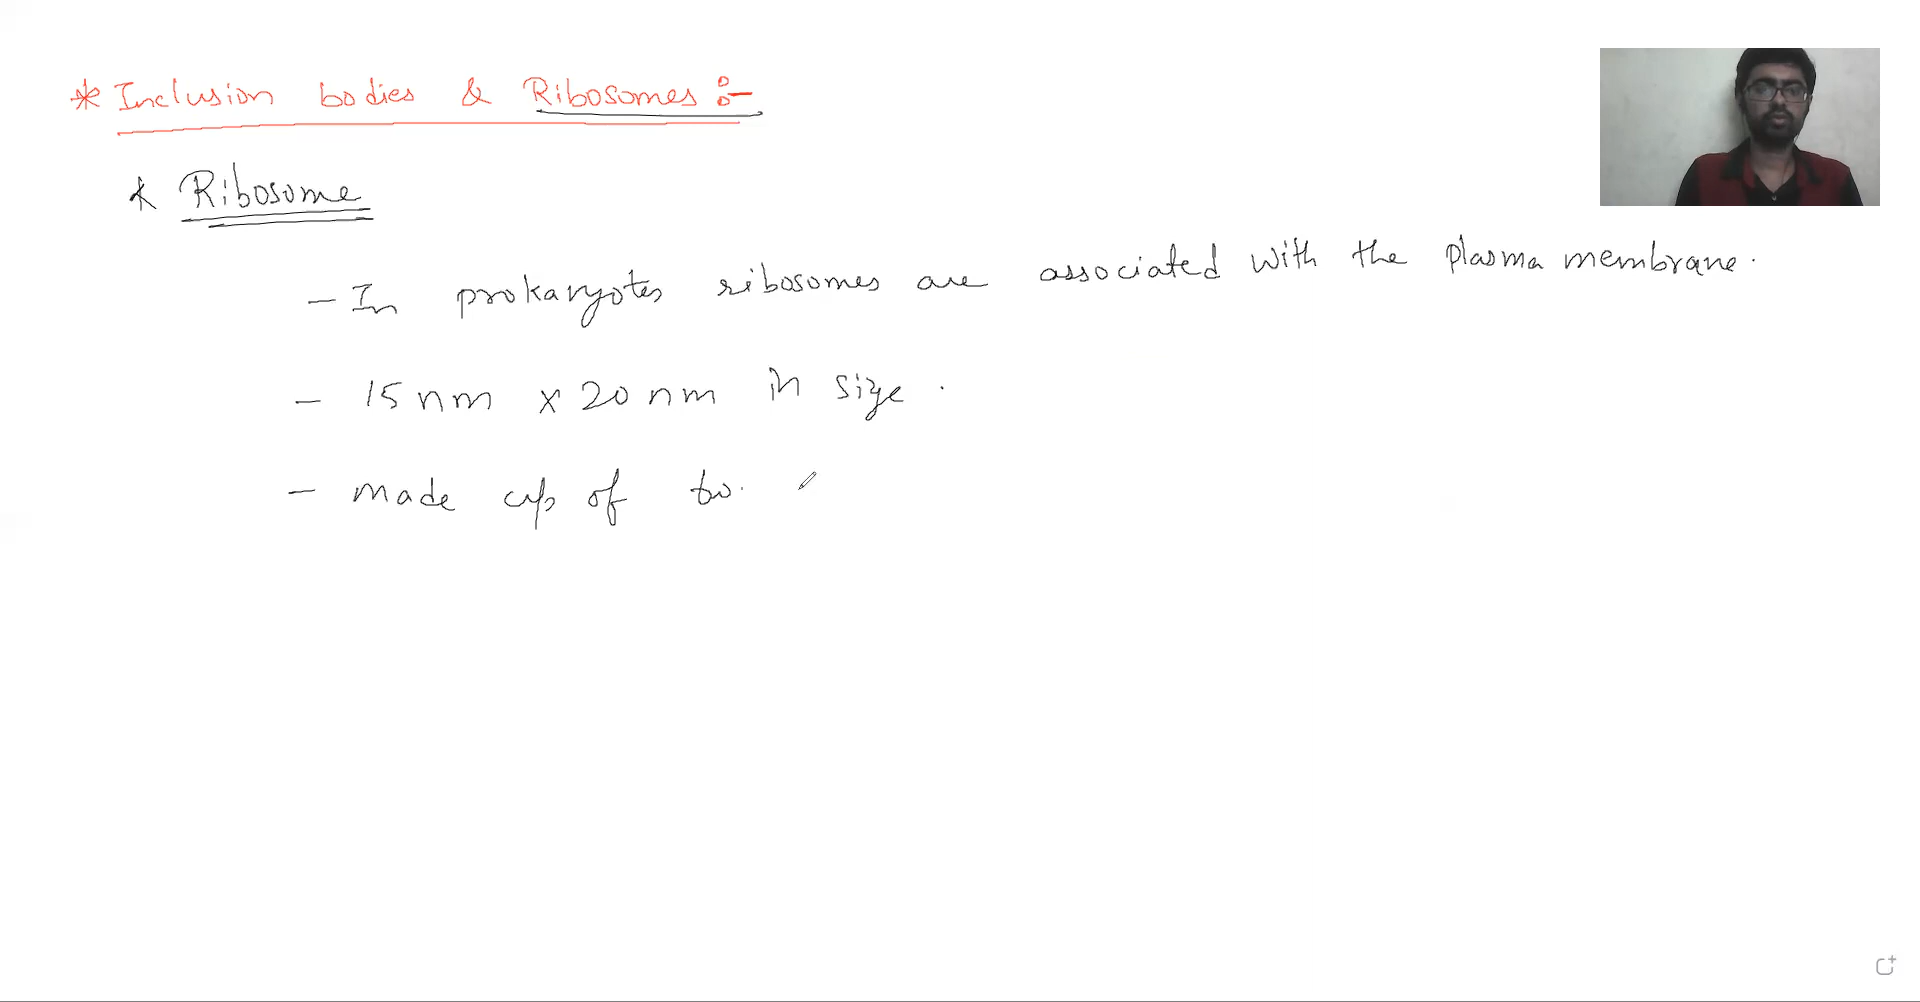 * Inclusion bodies & Ribosomes :-
* Ribosome
- In prokaryotes ribosomes are associated with the plasma membrane.
- 15 nm x 20 nm in size.
- made up of tw.